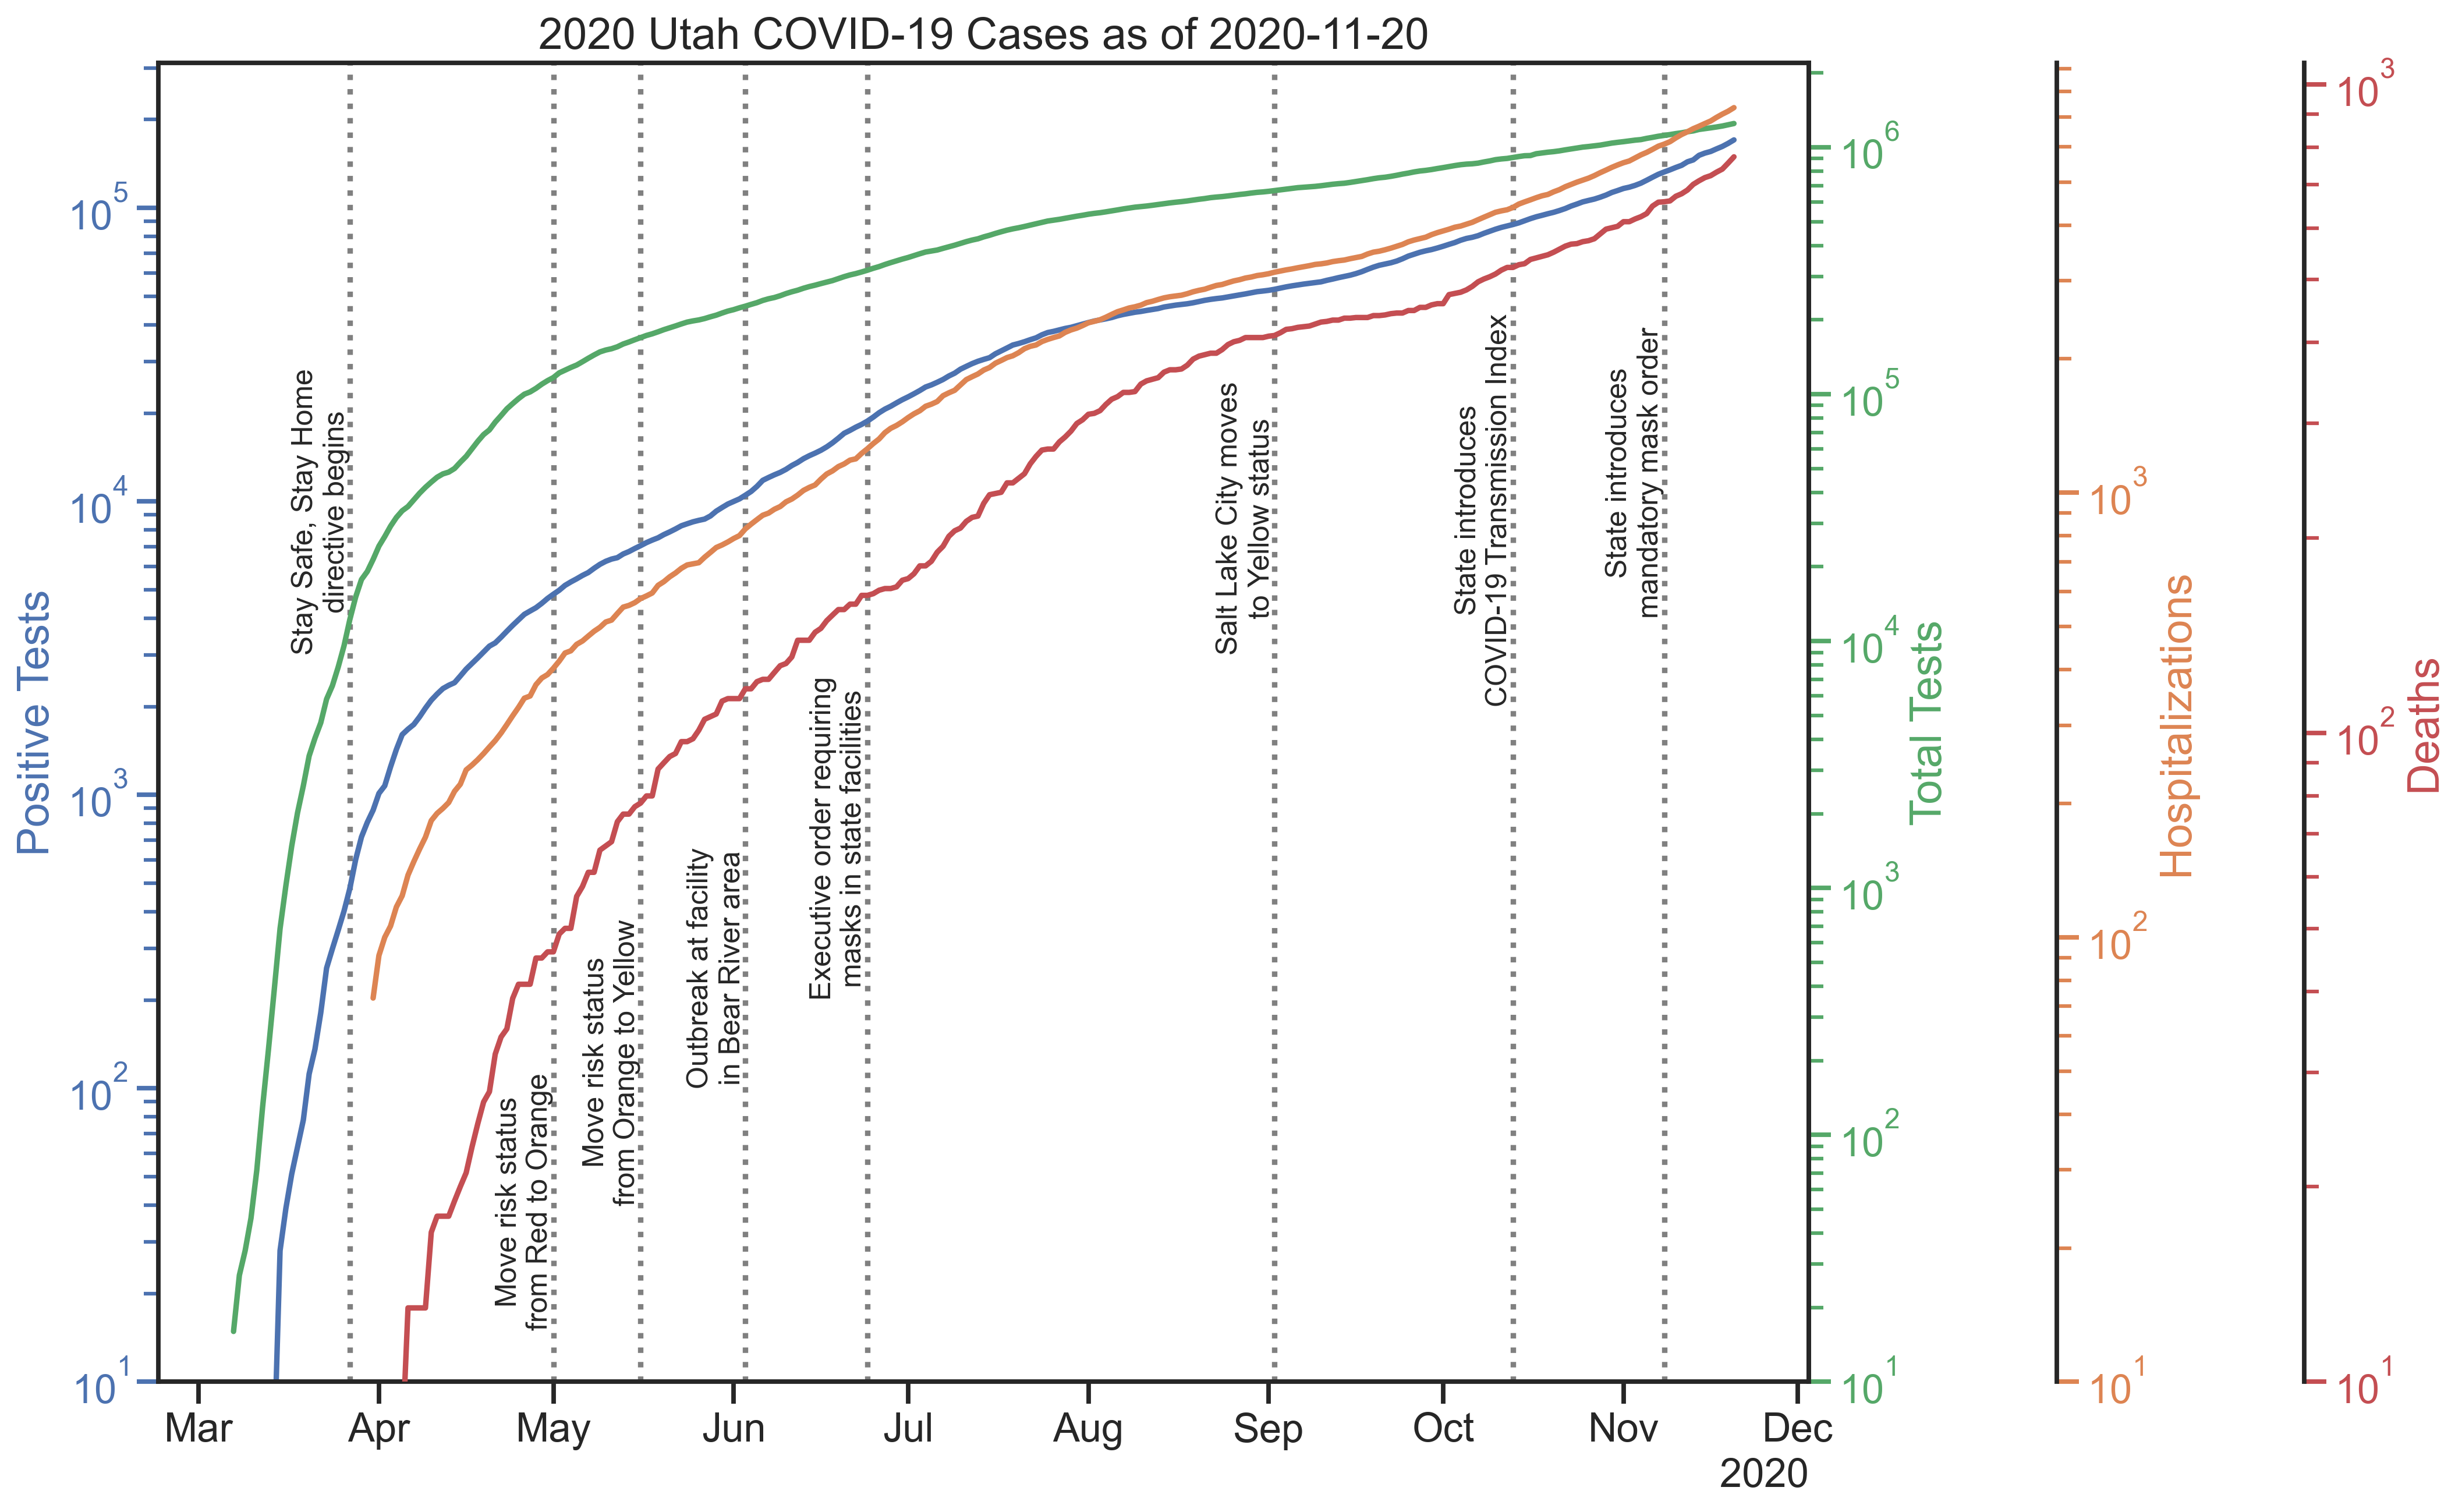 2020 Utah COVID-19 Cases as of 2020-11-20
Positive Tests
10^5
10^4
10^3
10^2
10^1
Stay Safe, Stay Home
directive begins
Move risk status
from Red to Orange
Move risk status
from Orange to Yellow
Outbreak at facility
in Bear River area
Executive order requiring
masks in state facilities
Salt Lake City moves
to Yellow status
State introduces
COVID-19 Transmission Index
State introduces
mandatory mask order
10^6
10^5
10^4
10^3
10^2
10^1
Total Tests
10^3
10^2
10^1
Hospitalizations
10^3
10^2
10^1
Deaths
Mar Apr May Jun Jul Aug Sep Oct Nov Dec
2020